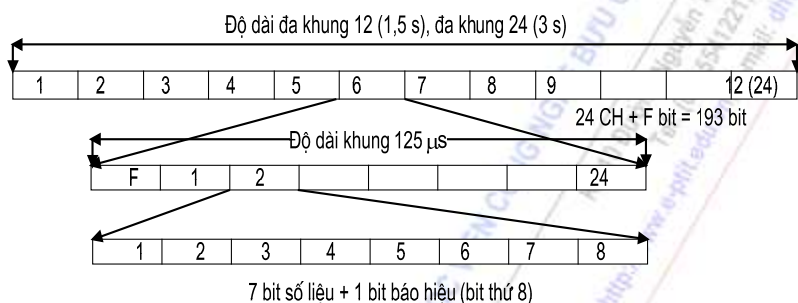 Độ dài đa khung 12 (1,5 s), đa khung 24 (3 s)
1 2 3 4 5 6 7 8 9 12 (24)
24 CH + F bit = 193 bit
Độ dài khung 125 μs
F 1 2 24
1 2 3 4 5 6 7 8
7 bit số liệu + 1 bit báo hiệu (bit thứ 8)